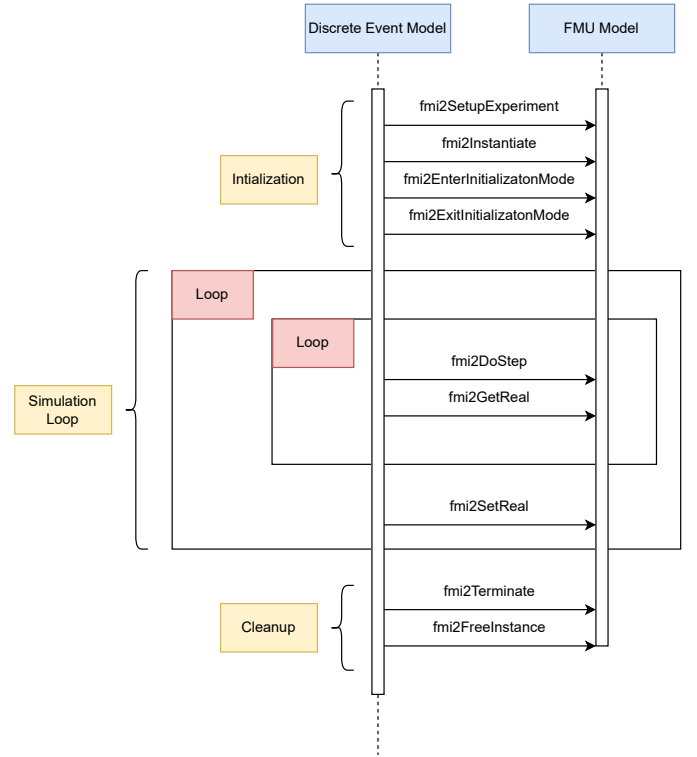 Discrete Event Model
FMU Model
fmi2SetupExperiment
fmi2Instantiate
Intialization
fmi2EnterInitializatonMode
fmi2ExitInitializatonMode
Loop
Loop
fmi2DoStep
fmi2GetReal
Simulation
Loop
fmi2SetReal
fmi2Terminate
Cleanup
fmi2FreeInstance